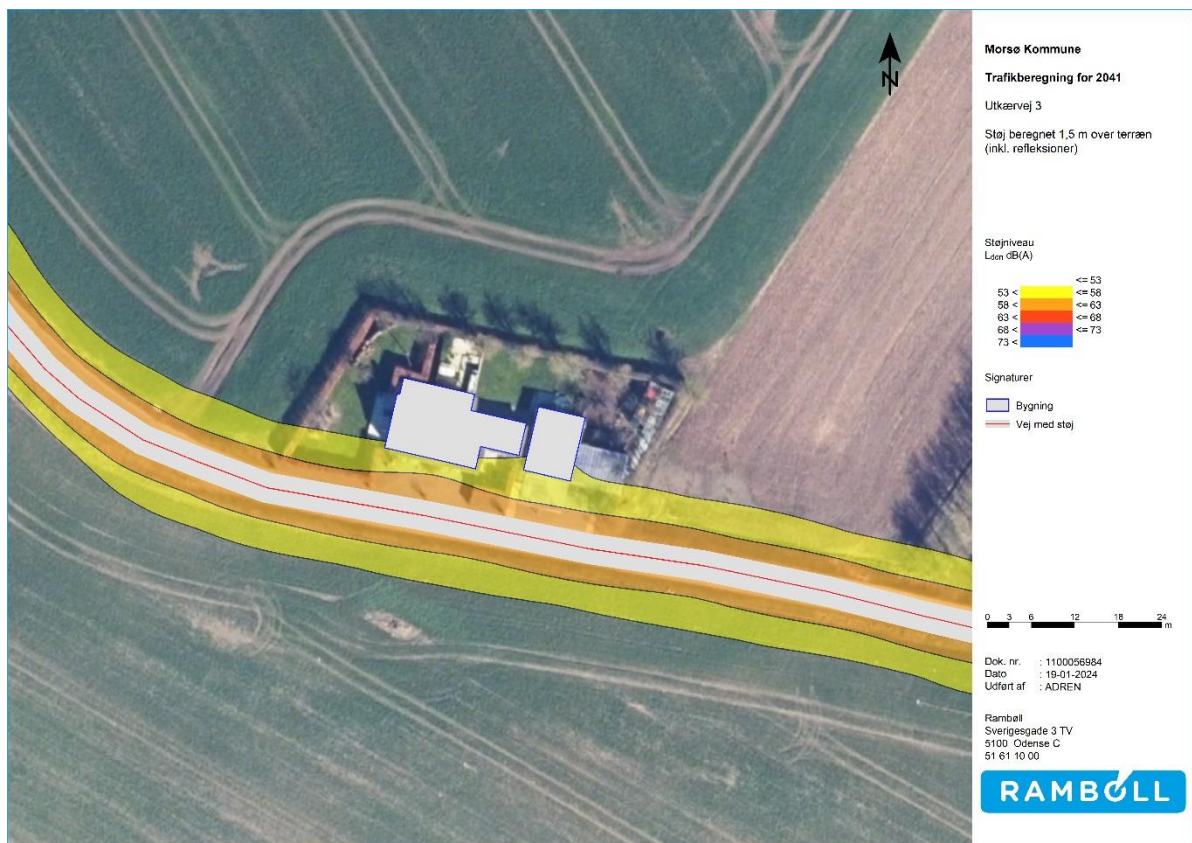 N
Morsø Kommune
Trafikberegning for 2041
Utkærvej 3
Støj beregnet 1,5 m over terræn
(inkl. refleksioner)
Støjniveau
Lden dB(A)
<= 53
53 < <= 58
58 < <= 63
63 < <= 68
68 < <= 73
73 <
Signaturer
Bygning
Vej med støj
0 3 6 12 18 24
m
Dok. nr. : 1100056984
Dato : 19-01-2024
Udført af : ADREN
Rambøll
Sverigesgade 3 TV
5100 Odense C
51 61 10 00
RAMBOLL